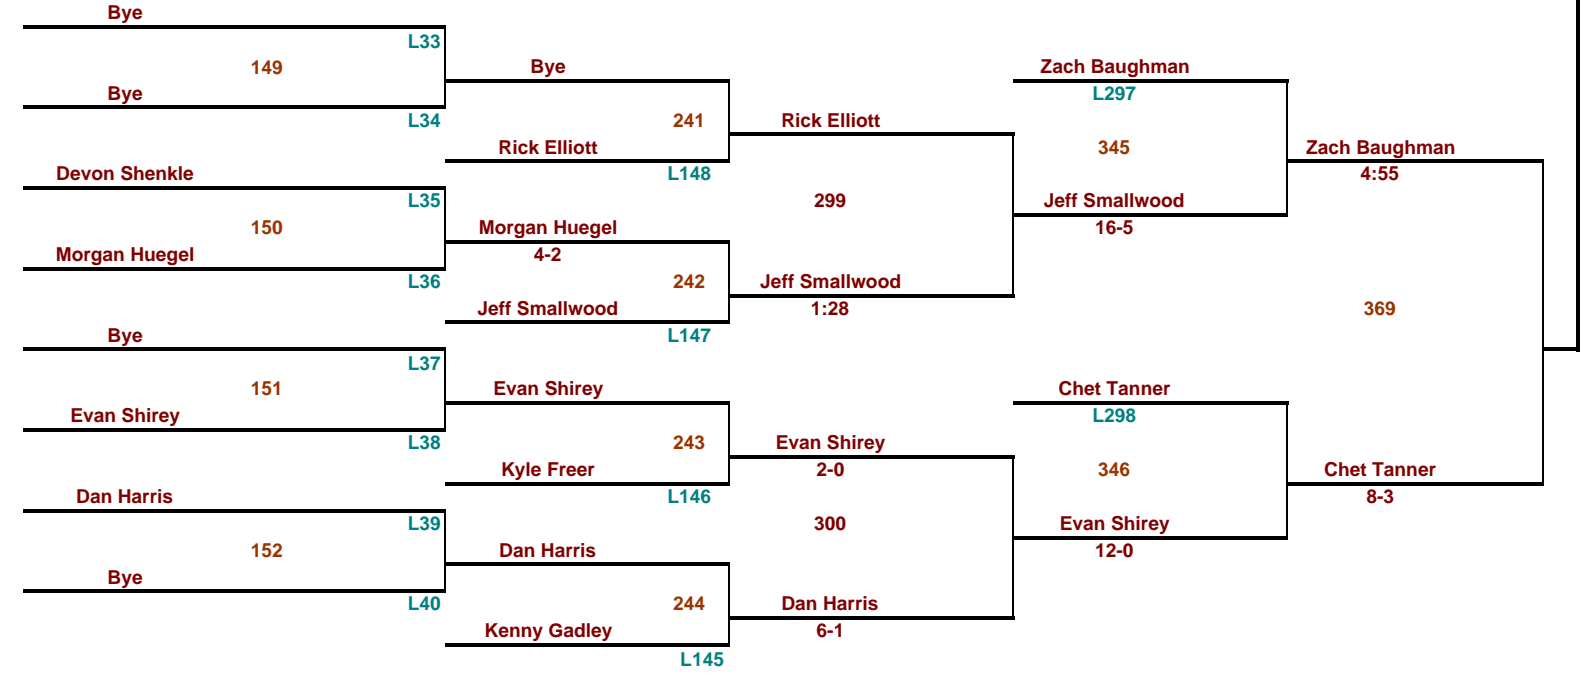 Bye
L33
149
Bye
Zach Baughman
Bye
L297
L34
241
Rick Elliott
Rick Elliott
345
Zach Baughman
Devon Shenkle
L148
4:55
L35
299
Jeff Smallwood
150
Morgan Huegel
16-5
Morgan Huegel
4-2
L36
242
Jeff Smallwood
Jeff Smallwood
1:28
369
Bye
L147
L37
151
Evan Shirey
Chet Tanner
Evan Shirey
L298
L38
243
Evan Shirey
Kyle Freer
2-0
346
Chet Tanner
Dan Harris
L146
8-3
L39
300
Evan Shirey
152
Dan Harris
12-0
Bye
L40
244
Dan Harris
Kenny Gadley
6-1
L145